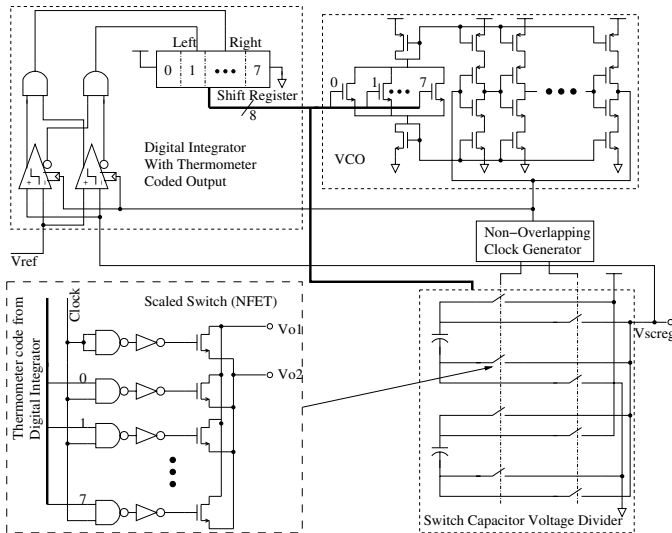 Left Right
0 1 ••• 7
Shift Register
8
Digital Integrator
With Thermometer
Coded Output
+ - + -
Vref
0 1 ••• 7
•••
VCO
Non−Overlapping
Clock Generator
Vscreg
Switch Capacitor Voltage Divider
Thermometer code from
Digital Integrator
Clock
Scaled Switch (NFET)
Vo1
Vo2
0
1
7